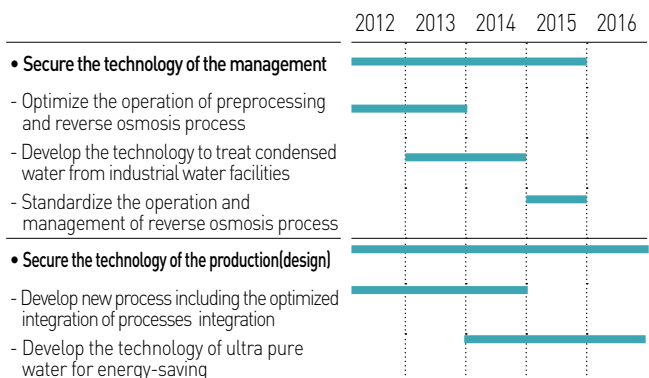 2012 2013 2014 2015 2016
• Secure the technology of the management
- Optimize the operation of preprocessing
and reverse osmosis process
- Develop the technology to treat condensed
water from industrial water facilities
- Standardize the operation and
management of reverse osmosis process
• Secure the technology of the production(design)
- Develop new process including the optimized
integration of processes integration
- Develop the technology of ultra pure
water for energy-saving